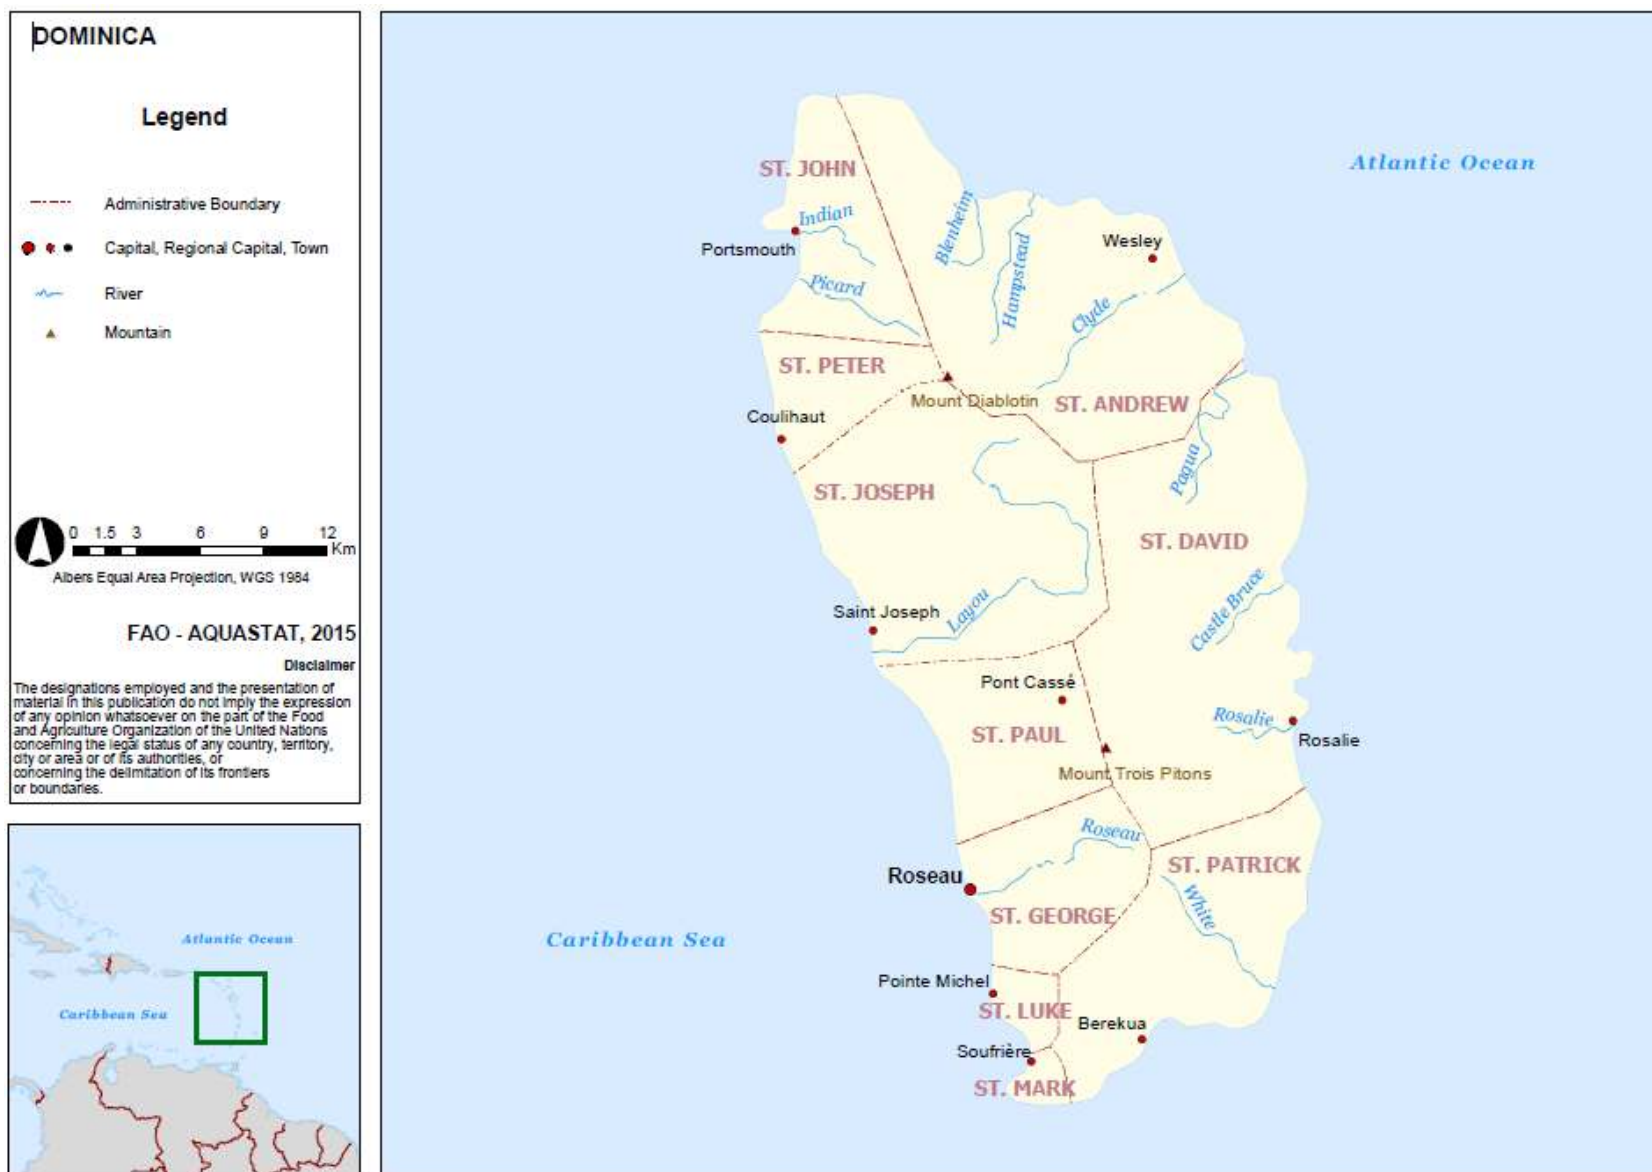 DOMINICA
Legend
Administrative Boundary
Capital, Regional Capital, Town
River
Mountain
0 1.5 3 6 9 12
Km
Albers Equal Area Projection, WGS 1984
FAO - AQUASTAT, 2015
Disclaimer
The designations employed and the presentation of
material in this publication do not imply the expression
of any opinion whatsoever on the part of the Food
and Agriculture Organization of the United Nations
concerning the legal status of any country, territory,
city or area or of its authorities, or
concerning the delimitation of its frontiers
or boundaries.
Atlantic Ocean
Caribbean Sea
Atlantic Ocean
ST. JOHN
Indian
Portsmouth
Picard
Blenheim
Hampstead
Wesley
Clyde
ST. PETER
Mount Diablotin
ST. ANDREW
Coulihaut
Pagua
ST. JOSEPH
ST. DAVID
Castle Bruce
Saint Joseph
Layou
Pont Cassé
ST. PAUL
Rosalie
Rosalie
Mount Trois Pitons
Roseau
ST. PATRICK
Roseau
White
ST. GEORGE
Caribbean Sea
Pointe Michel
ST. LUKE
Berekua
Soufrière
ST. MARK